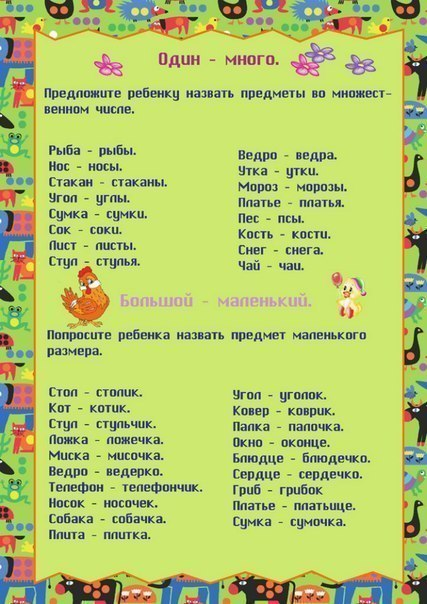 Один - много.
Предложите ребенку назвать предметы во множест-
венном числе.
Рыба - рыбы.
Нос - носы.
Стакан - стаканы.
Угол - углы.
Сумка - сумки.
Сок - соки.
Лист - листы.
Стул - стулья.
Ведро - ведра.
Утка - утки.
Мороз - морозы.
Платье - платья.
Пес - псы.
Кость - кости.
Снег - снега.
Чай - чаи.
Большой - маленький.
Попросите ребенка назвать предмет маленького
размера.
Стол - столик.
Кот - котик.
Стул - стульчик.
Ложка - ложечка.
Миска - мисочка.
Ведро - ведерко.
Телефон - телефончик.
Носок - носочек.
Собака - собачка.
Плита - плитка.
Угол - уголок.
Ковер - коврик.
Палка - палочка.
Окно - оконце.
Блюдце - блюдечко.
Сердце - сердечко.
Гриб - грибок
Платье - платьице.
Сумка - сумочка.